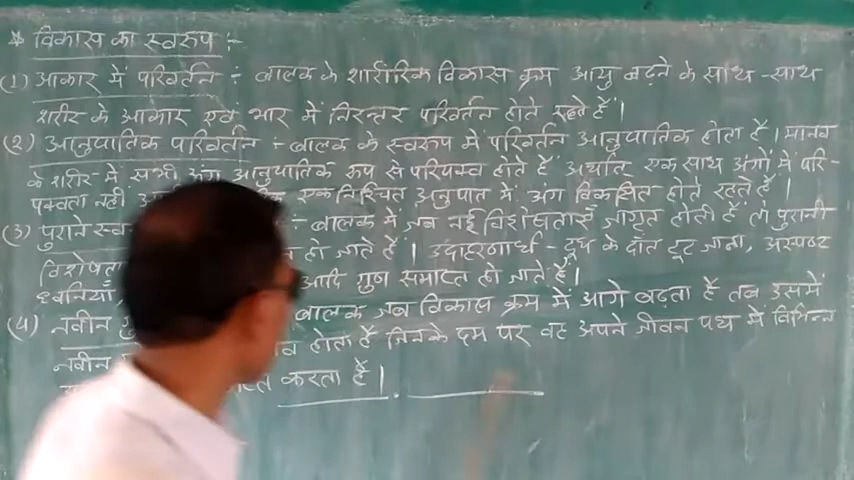 * विकास का स्वरूप :-
(1) आकार में परिवर्तन :- बालक के शारीरिक विकास क्रम आयु बढ़ने के साथ-साथ
शरीर के आकार एवं भार में निरन्तर परिवर्तन होते रहते हैं।
(2) आनुपातिक परिवर्तन :- बालक के स्वरूप में परिवर्तन आनुपातिक होता है। मानव
के शरीर में सभी अंग आनुपातिक रूप से परिपक्व होते हैं अर्थात् एक साथ अंगों में परि-
पक्वता नहीं एक निश्चित अनुपात में अंग विकसित होते रहते हैं।
(3) पुराने :- बालक में जब नई विशेषताएँ जागृत होती हैं तो पुरानी
विशेषता हो जाते हैं। उदाहरणार्थ - दूध के दाँत टूट जाना, अस्पष्ट
ध्वनियाँ, आदि गुण समाप्त हो जाते हैं।
(4) नवीन बालक जब विकास क्रम में आगे बढ़ता है तब उसमें
नवीन होता है जिनके दम पर वह अपने जीवन पथ में विभिन्न
करता है।